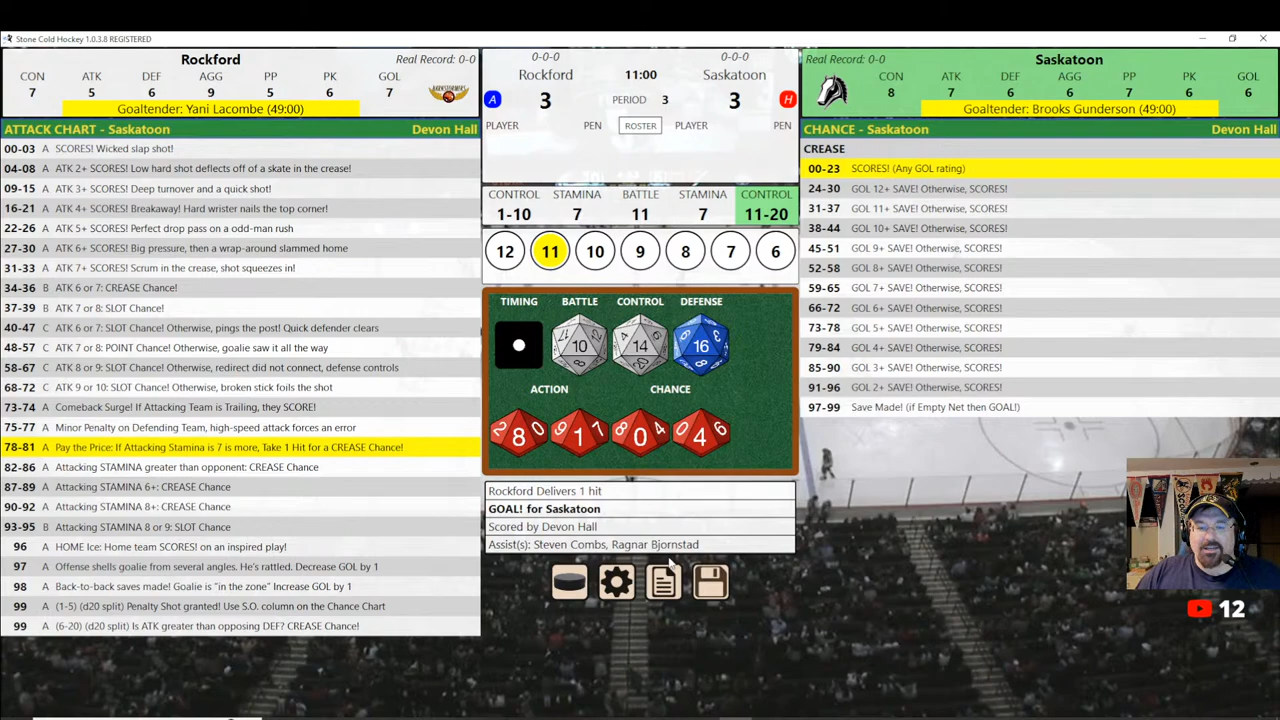 Stone Cold Hockey 1.0.3.8 REGISTERED
Rockford
Real Record: 0-0
CON ATK DEF AGG PP PK GOL
7 5 6 9 5 6 7
Goaltender: Yani Lacombe (49:00)
ATTACK CHART - Saskatoon Devon Hall
00-03 A SCORES! Wicked slap shot!
04-08 A ATK 2+ SCORES! Low hard shot deflects off of a skate in the crease!
09-15 A ATK 3+ SCORES! Deep turnover and a quick shot!
16-21 A ATK 4+ SCORES! Breakaway! Hard wrister nails the top corner!
22-26 A ATK 5+ SCORES! Perfect drop pass on a odd-man rush
27-30 A ATK 6+ SCORES! Big pressure, then a wrap-around slammed home
31-33 A ATK 7+ SCORES! Scrum in the crease, shot squeezes in!
34-36 B ATK 6 or 7: CREASE Chance!
37-39 B ATK 7 or 8: SLOT Chance!
40-47 C ATK 6 or 7: SLOT Chance! Otherwise, pings the post! Quick defender clears
48-57 C ATK 7 or 8: POINT Chance! Otherwise, goalie saw it all the way
58-67 C ATK 8 or 9: SLOT Chance! Otherwise, redirect did not connect, defense controls
68-72 C ATK 9 or 10: SLOT Chance! Otherwise, broken stick foils the shot
73-74 A Comeback Surge! If Attacking Team is Trailing, they SCORE!
75-77 A Minor Penalty on Defending Team, high-speed attack forces an error
78-81 A Pay the Price: If Attacking Stamina is 7 is more, Take 1 Hit for a CREASE Chance!
82-86 A Attacking STAMINA greater than opponent: CREASE Chance
87-89 A Attacking STAMINA 6+: CREASE Chance
90-92 A Attacking STAMINA 8+: CREASE Chance
93-95 B Attacking STAMINA 8 or 9: SLOT Chance
96 A HOME Ice: Home team SCORES! on an inspired play!
97 A Offense shells goalie from several angles. He's rattled. Decrease GOL by 1
98 A Back-to-back saves made! Goalie is "in the zone" Increase GOL by 1
99 A (1-5) (d20 split) Penalty Shot granted! Use S.O. column on the Chance Chart
99 A (6-20) (d20 split) Is ATK greater than opposing DEF? CREASE Chance!
0-0-0 0-0-0
Rockford 11:00 Saskatoon
A 3 PERIOD 3 3 H
PLAYER PEN ROSTER PLAYER PEN
CONTROL STAMINA BATTLE STAMINA CONTROL
1-10 7 11 7 11-20
12 11 10 9 8 7 6
TIMING BATTLE CONTROL DEFENSE
10 14 16
ACTION CHANCE
8 1 0 4
Rockford Delivers 1 hit
GOAL! for Saskatoon
Scored by Devon Hall
Assist(s): Steven Combs, Ragnar Bjornstad
Real Record: 0-0
Saskatoon
CON ATK DEF AGG PP PK GOL
8 7 6 6 7 6 6
Goaltender: Brooks Gunderson (49:00)
CHANCE - Saskatoon Devon Hall
CREASE
00-23 SCORES! (Any GOL rating)
24-30 GOL 12+ SAVE! Otherwise, SCORES!
31-37 GOL 11+ SAVE! Otherwise, SCORES!
38-44 GOL 10+ SAVE! Otherwise, SCORES!
45-51 GOL 9+ SAVE! Otherwise, SCORES!
52-58 GOL 8+ SAVE! Otherwise, SCORES!
59-65 GOL 7+ SAVE! Otherwise, SCORES!
66-72 GOL 6+ SAVE! Otherwise, SCORES!
73-78 GOL 5+ SAVE! Otherwise, SCORES!
79-84 GOL 4+ SAVE! Otherwise, SCORES!
85-90 GOL 3+ SAVE! Otherwise, SCORES!
91-96 GOL 2+ SAVE! Otherwise, SCORES!
97-99 Save Made! (if Empty Net then GOAL!)
12